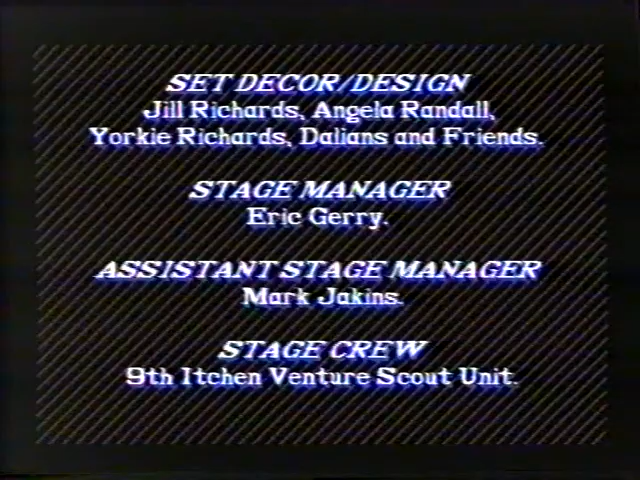 SET DECOR/DESIGN
Jill Richards, Angela Randall,
Yorkie Richards, Dalians and Friends.
STAGE MANAGER
Eric Gerry.
ASSISTANT STAGE MANAGER
Mark Jakins.
STAGE CREW
9th Itchen Venture Scout Unit.